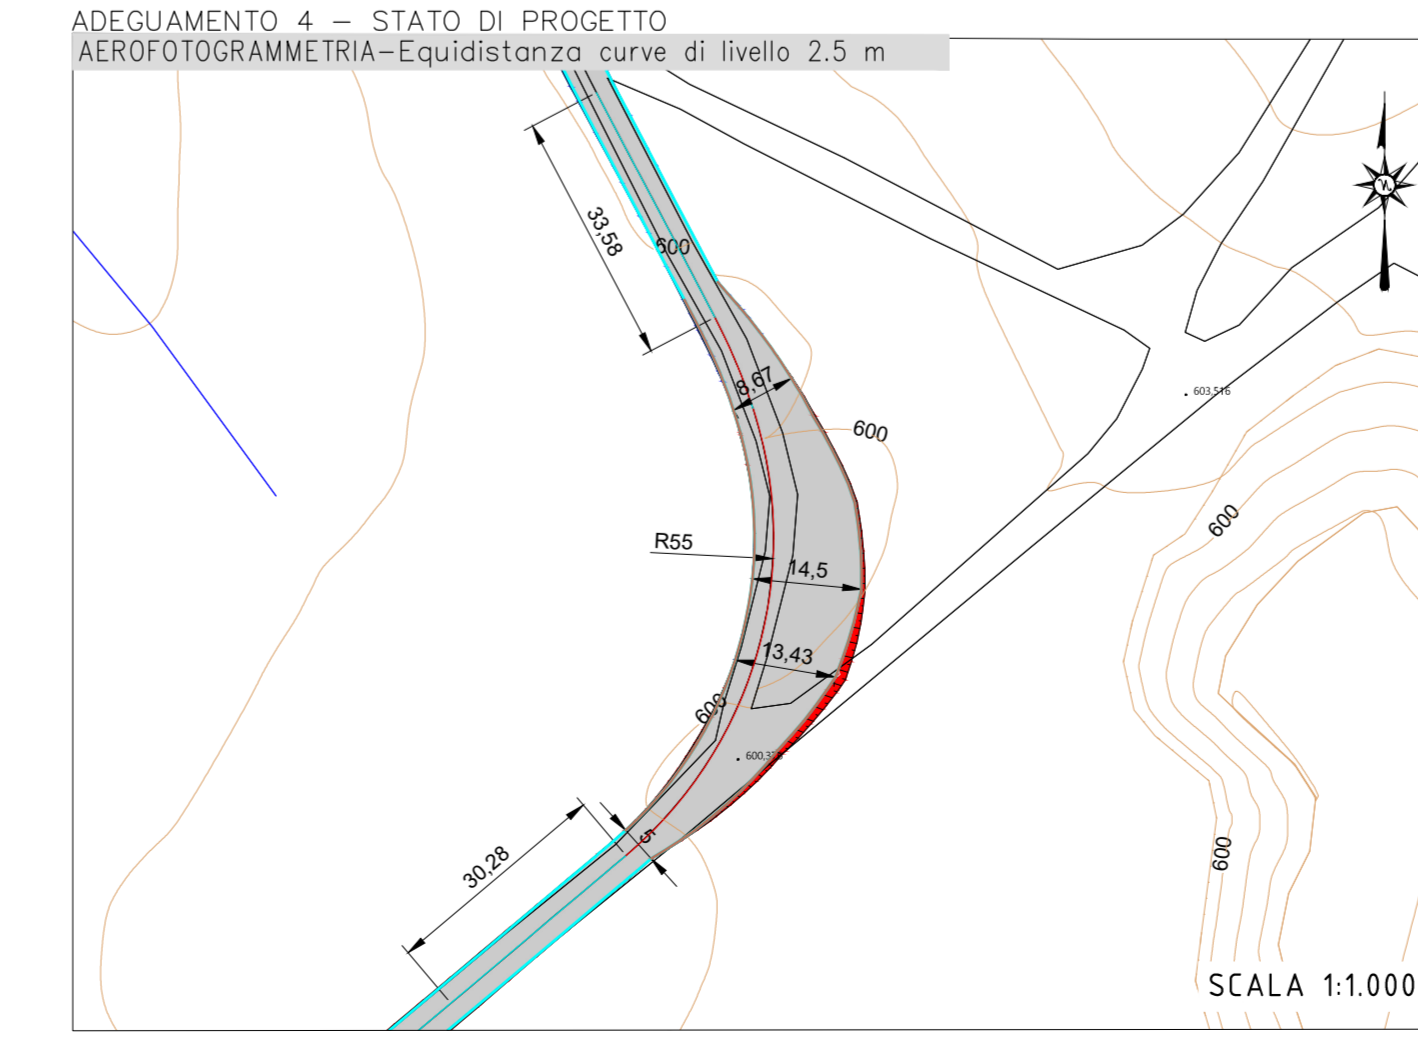 ADEGUAMENTO 4 – STATO DI PROGETTO
AEROFOTOGRAMMETRIA-Equidistanza curve di livello 2.5 m
33,58
600
8,67
600
603,516
N
600
R55
14,5
13,43
600
5
30,28
600
SCALA 1:1.000